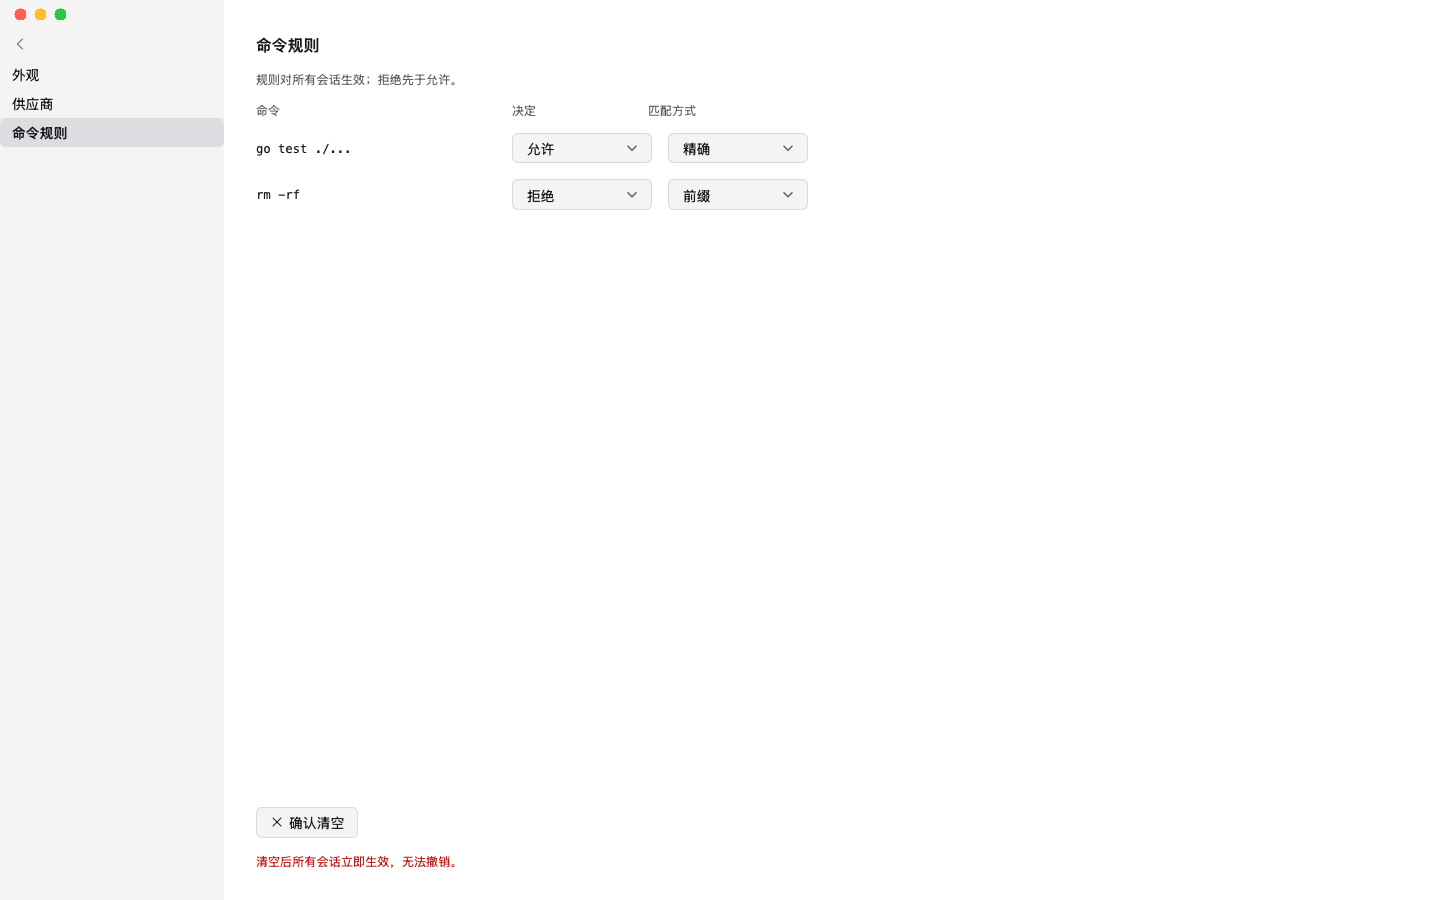 外观
供应商
命令规则
命令规则
规则对所有会话生效；拒绝先于允许。
命令 决定 匹配方式
go test ./... 允许 精确
rm -rf 拒绝 前缀
确认清空
清空后所有会话立即生效，无法撤销。